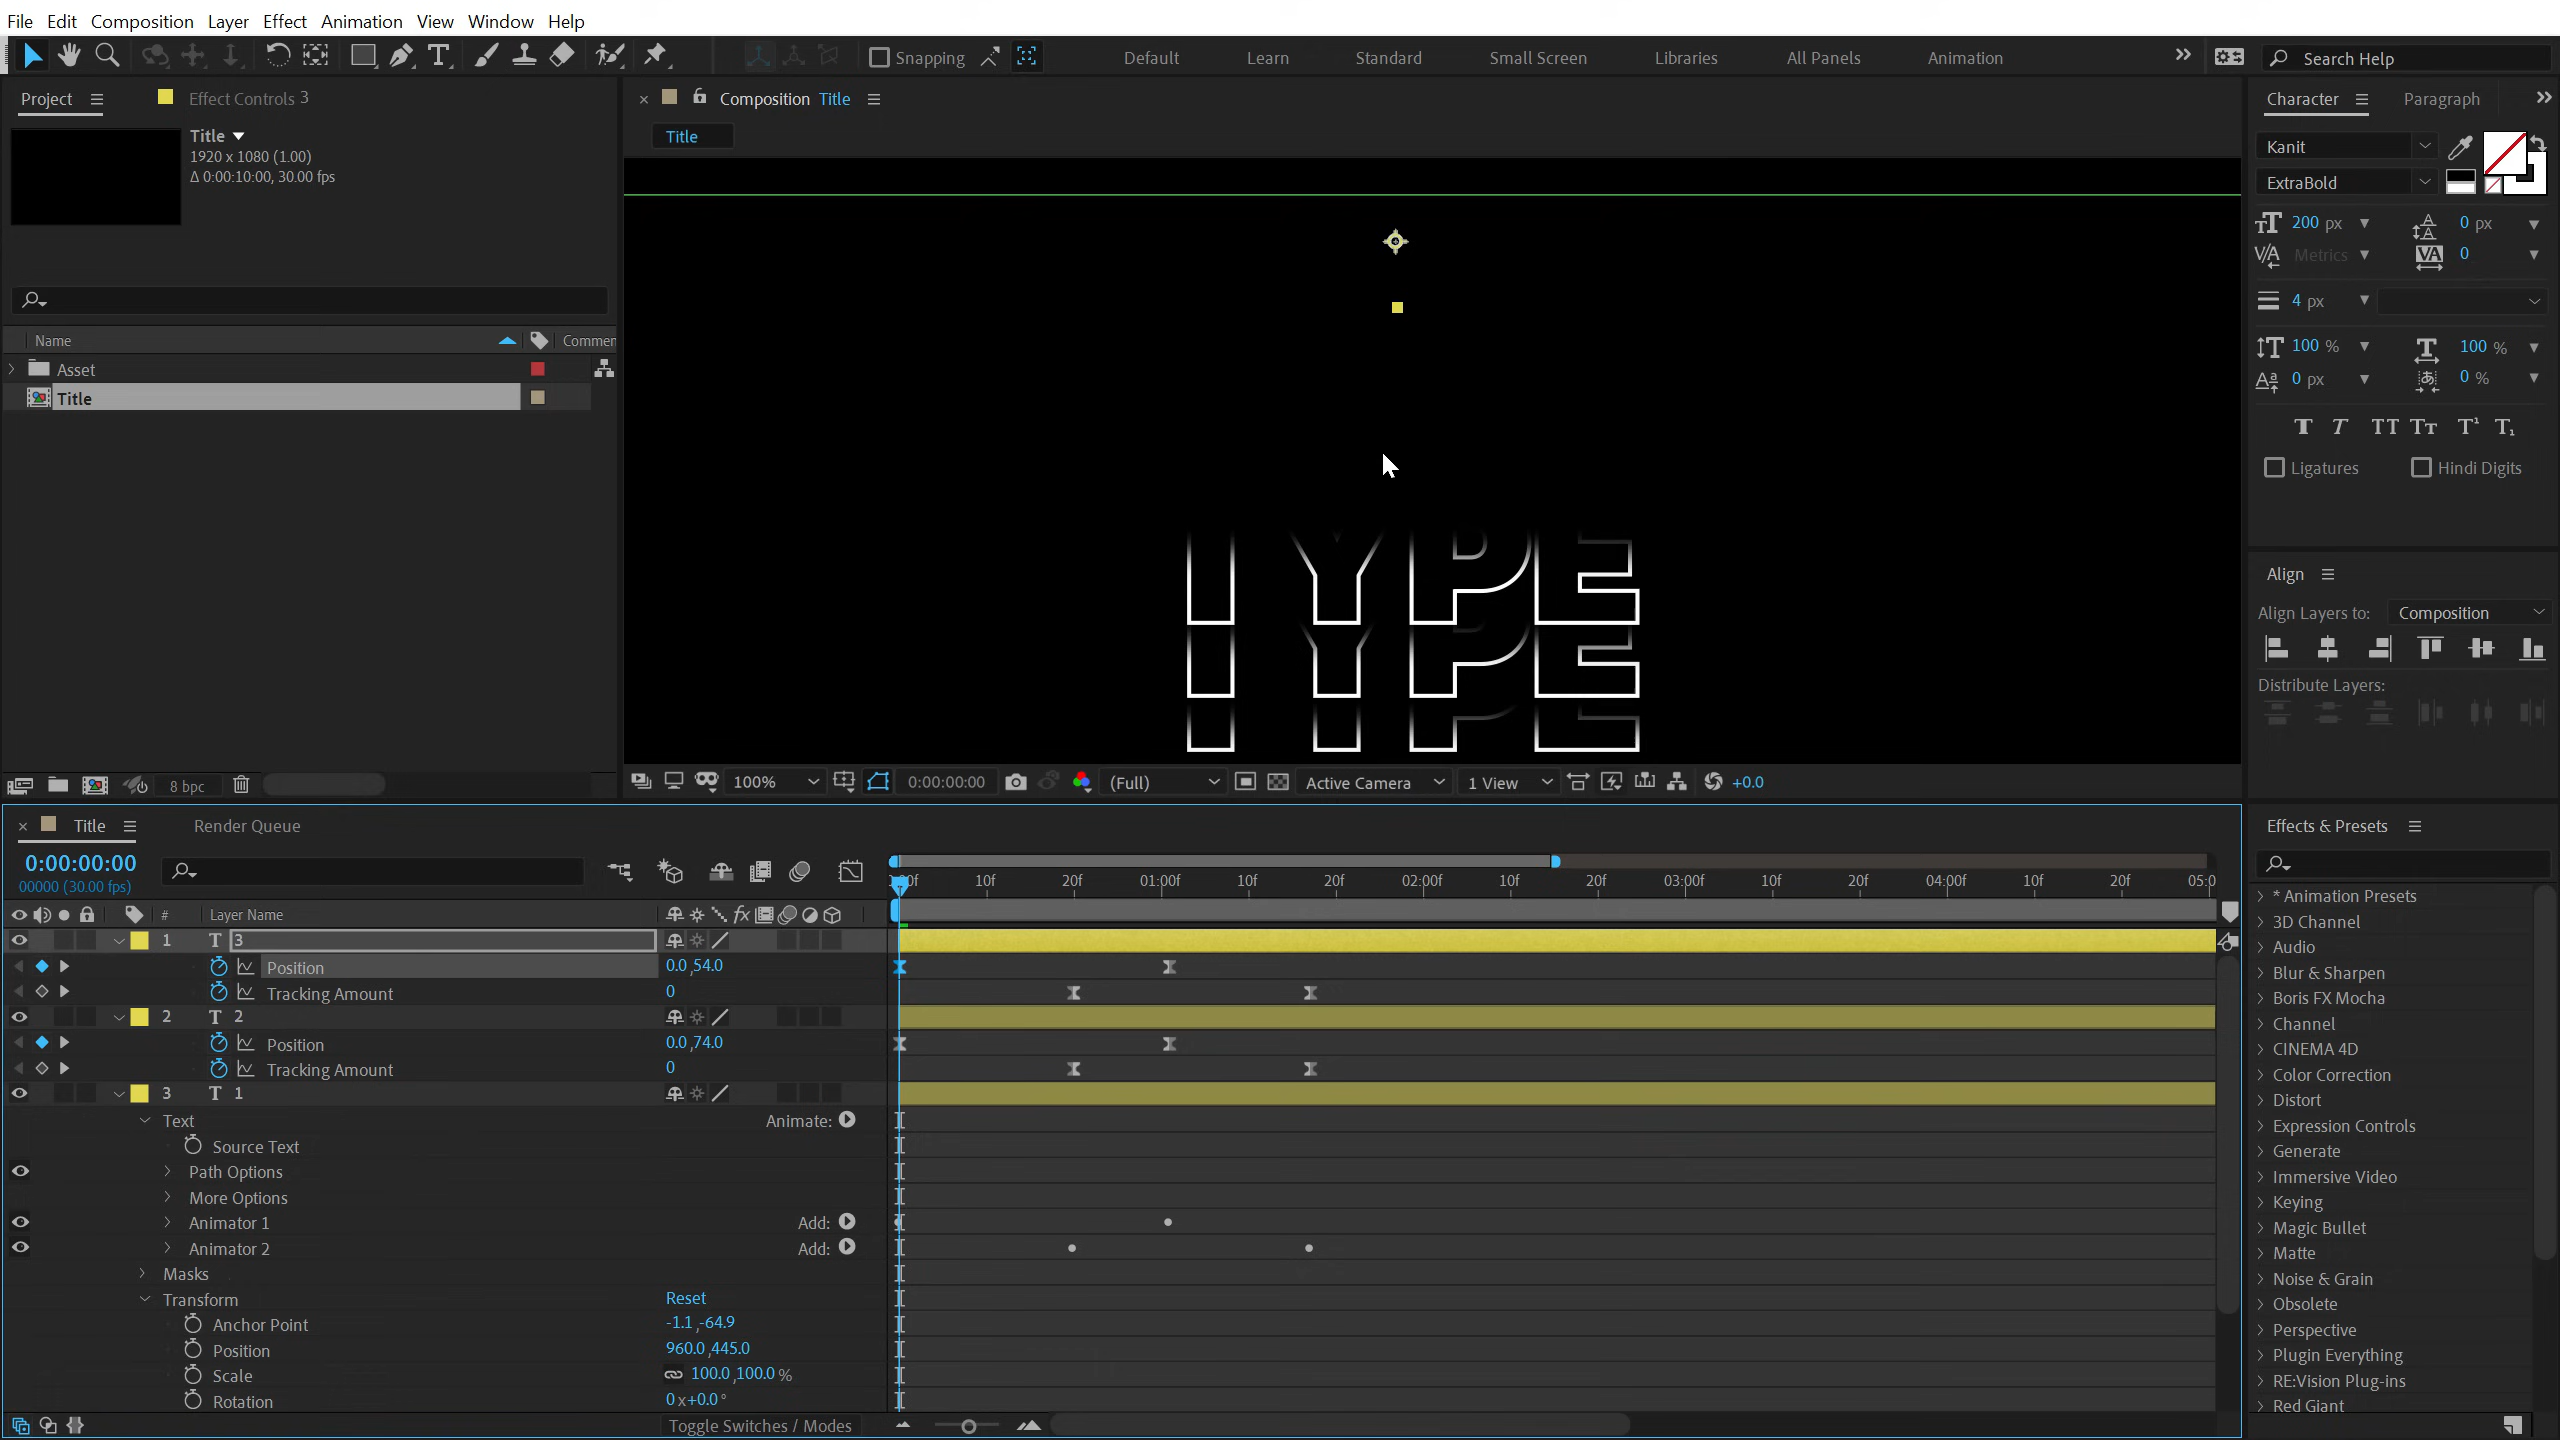 File Edit Composition Layer Effect Animation View Window Help
Snapping Default Learn Standard Small Screen Libraries All Panels Animation Search Help
Project Effect Controls 3
Title
1920 x 1080 (1.00)
Δ 0:00:10:00, 30.00 fps
Name Commen
Asset
Title
8 bpc
Composition Title
Title
TYPE
YPE
PE
100% 0:00:00:00 (Full) Active Camera 1 View +0.0
Character Paragraph
Kanit
ExtraBold
200 px 0 px
Metrics 0
4 px
100 % 100 %
0 px 0 %
Ligatures Hindi Digits
Align
Align Layers to: Composition
Distribute Layers:
Title Render Queue
0:00:00:00
00000 (30.00 fps)
:00f 10f 20f 01:00f 10f 20f 02:00f 10f 20f 03:00f 10f 20f 04:00f 10f 20f 05:0
# Layer Name
1 T 3
Position 0.0,54.0
Tracking Amount 0
2 T 2
Position 0.0,74.0
Tracking Amount 0
3 T 1
Text Animate:
Source Text
Path Options
More Options
Animator 1 Add:
Animator 2 Add:
Masks
Transform Reset
Anchor Point -1.1,-64.9
Position 960.0,445.0
Scale 100.0,100.0%
Rotation 0x+0.0°
Toggle Switches / Modes
Effects & Presets
* Animation Presets
3D Channel
Audio
Blur & Sharpen
Boris FX Mocha
Channel
CINEMA 4D
Color Correction
Distort
Expression Controls
Generate
Immersive Video
Keying
Magic Bullet
Matte
Noise & Grain
Obsolete
Perspective
Plugin Everything
RE:Vision Plug-ins
Red Giant